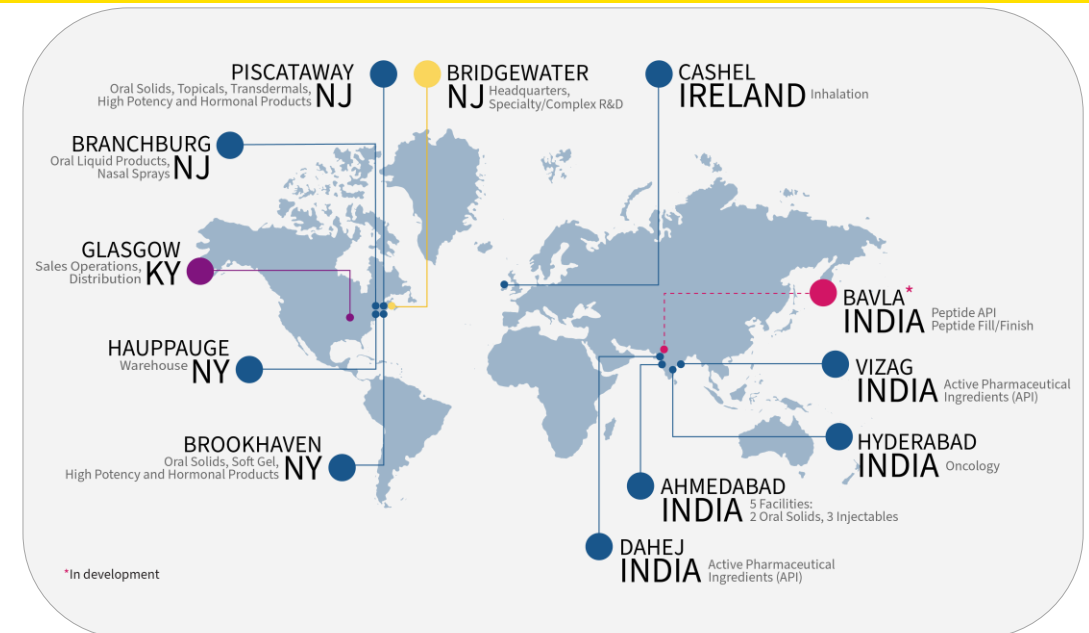 PISCATAWAY
Oral Solids, Topicals, Transdermals,
High Potency and Hormonal Products
NJ
BRIDGEWATER
NJ
Headquarters,
Specialty/Complex R&D
CASHEL
IRELAND
Inhalation
BRANCHBURG
Oral Liquid Products,
Nasal Sprays
NJ
GLASGOW
Sales Operations,
Distribution
KY
BAVLA*
INDIA
Peptide API
Peptide Fill/Finish
HAUPPAUGE
Warehouse
NY
VIZAG
INDIA
Active Pharmaceutical
Ingredients (API)
BROOKHAVEN
Oral Solids, Soft Gel,
High Potency and Hormonal Products
NY
HYDERABAD
INDIA
Oncology
AHMEDABAD
INDIA
5 Facilities:
2 Oral Solids, 3 Injectables
DAHEJ
INDIA
Active Pharmaceutical
Ingredients (API)
*In development